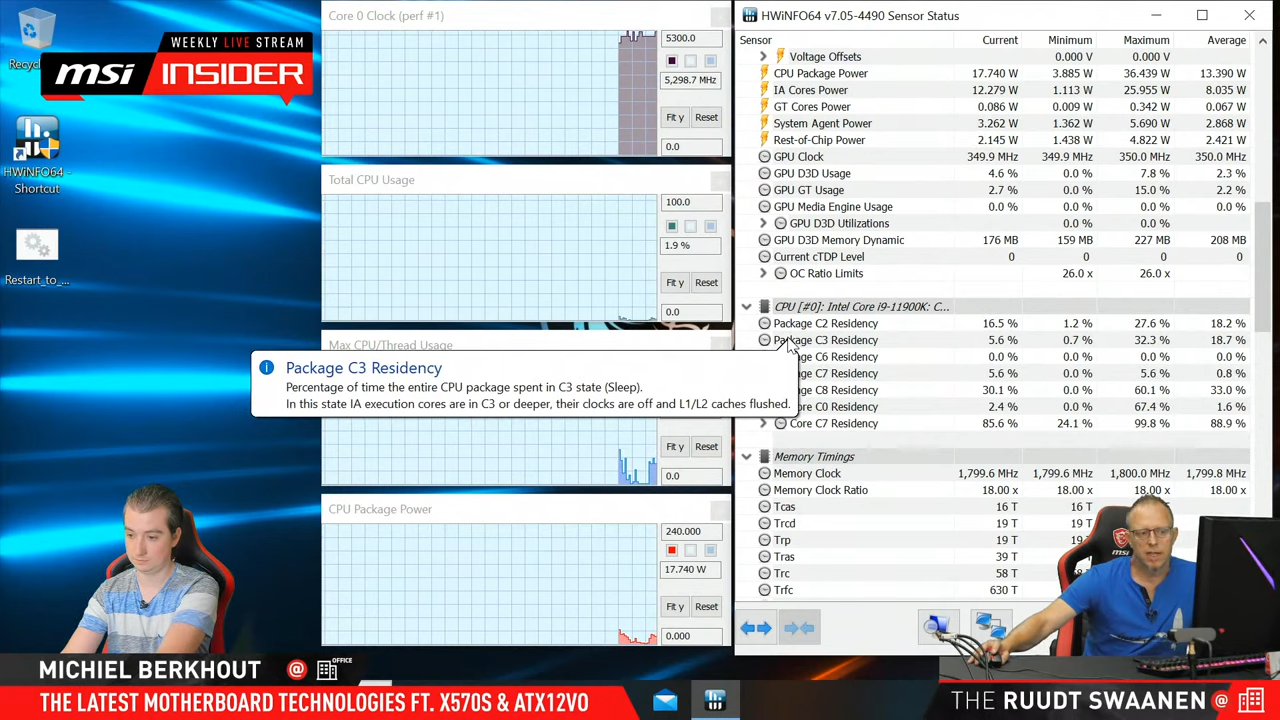 WEEKLY LIVE STREAM
msi INSIDER
HWiNFO64 -
Shortcut
Restart_to_...
Core 0 Clock (perf #1)
5300.0
5,298.7 MHz
Fit y Reset
0.0
Total CPU Usage
100.0
1.9 %
Fit y Reset
0.0
Max CPU/Thread Usage
Fit y Reset
0.0
CPU Package Power
240.000
17.740 W
Fit y Reset
0.000
Package C3 Residency
Percentage of time the entire CPU package spent in C3 state (Sleep).
In this state IA execution cores are in C3 or deeper, their clocks are off and L1/L2 caches flushed.
HWiNFO64 v7.05-4490 Sensor Status
Sensor Current Minimum Maximum Average
Voltage Offsets 0.000 V 0.000 V
CPU Package Power 17.740 W 3.885 W 36.439 W 13.390 W
IA Cores Power 12.279 W 1.113 W 25.955 W 8.035 W
GT Cores Power 0.086 W 0.009 W 0.342 W 0.067 W
System Agent Power 3.262 W 1.362 W 5.690 W 2.868 W
Rest-of-Chip Power 2.145 W 1.438 W 4.822 W 2.421 W
GPU Clock 349.9 MHz 349.9 MHz 350.0 MHz 350.0 MHz
GPU D3D Usage 4.6 % 0.0 % 7.8 % 2.3 %
GPU GT Usage 2.7 % 0.0 % 15.0 % 2.2 %
GPU Media Engine Usage 0.0 % 0.0 % 0.0 % 0.0 %
GPU D3D Utilizations 0.0 % 0.0 %
GPU D3D Memory Dynamic 176 MB 159 MB 227 MB 208 MB
Current cTDP Level 0 0 0 0
OC Ratio Limits 26.0 x 26.0 x
CPU [#0]: Intel Core i9-11900K: C...
Package C2 Residency 16.5 % 1.2 % 27.6 % 18.2 %
Package C3 Residency 5.6 % 0.7 % 32.3 % 18.7 %
C6 Residency 0.0 % 0.0 % 0.0 % 0.0 %
C7 Residency 0.3 % 0.0 % 5.6 % 0.8 %
C8 Residency 30.1 % 0.0 % 60.1 % 33.0 %
C0 Residency 2.4 % 0.0 % 67.4 % 1.6 %
Core C7 Residency 85.6 % 24.1 % 99.8 % 88.9 %
Memory Timings
Memory Clock 1,799.6 MHz 1,799.6 MHz 1,800.0 MHz 1,799.8 MHz
Memory Clock Ratio 18.00 x 18.00 x 18.00 x 18.00 x
Tcas 16 T
Trcd 19 T
Trp 19 T
Tras 39 T
Trc 58 T
Trfc 630 T
msi
MICHIEL BERKHOUT @ OFFICE
THE LATEST MOTHERBOARD TECHNOLOGIES FT. X570S & ATX12VO
THE RUUDT SWAANEN @